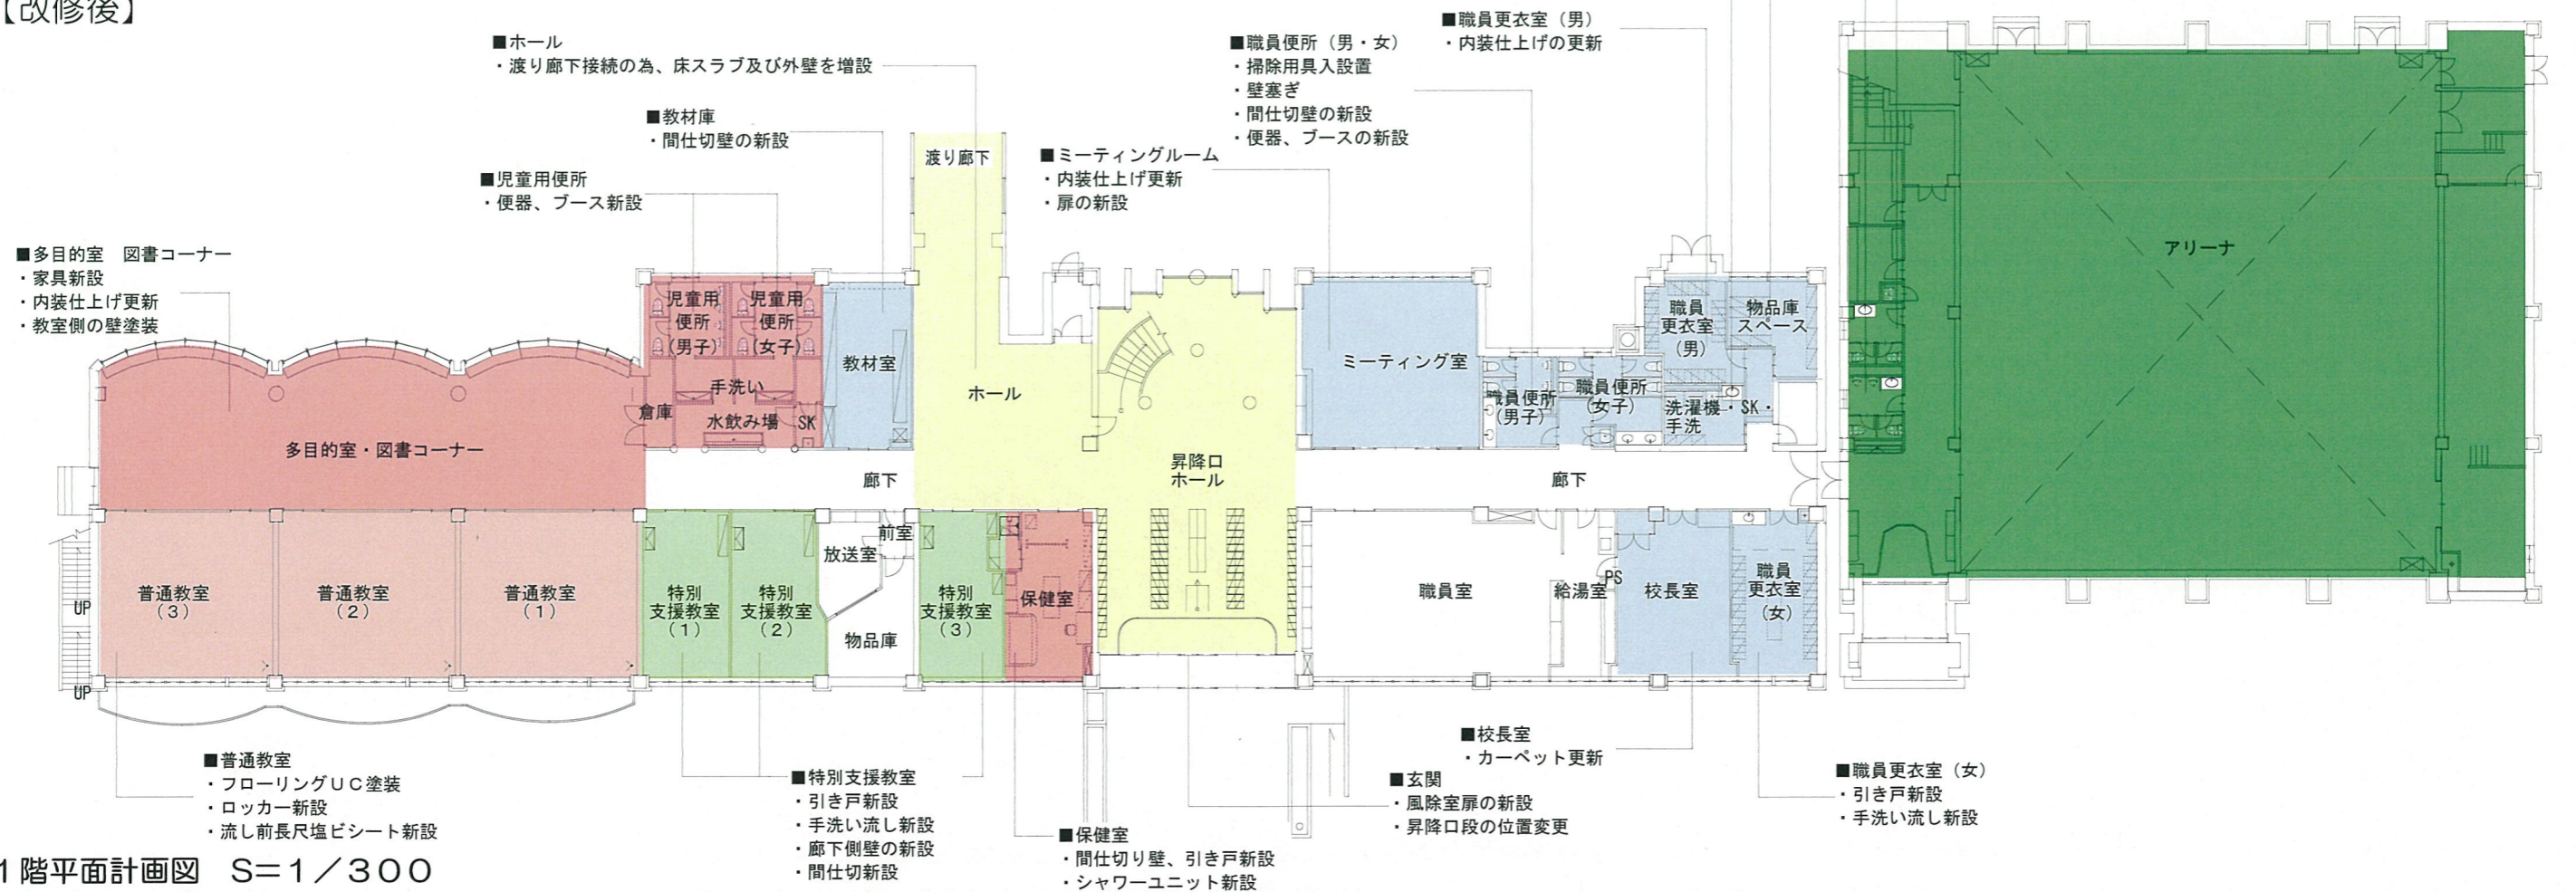 【改修後】
■ホール
・渡り廊下接続の為、床スラブ及び外壁を増設
■教材庫
・間仕切壁の新設
■児童用便所
・便器、ブース新設
■多目的室　図書コーナー
・家具新設
・内装仕上げ更新
・教室側の壁塗装
■ミーティングルーム
・内装仕上げ更新
・扉の新設
■職員便所（男・女）
・掃除用具入設置
・壁塞ぎ
・間仕切壁の新設
・便器、ブースの新設
■職員更衣室（男）
・内装仕上げの更新
渡り廊下
アリーナ
児童用
便所
（男子）
児童用
便所
（女子）
手洗い
倉庫
水飲み場
SK
教材室
ホール
昇降口
ホール
ミーティング室
職員便所
（男子）
職員便所
（女子）
職員
更衣室
（男）
物品庫
スペース
洗濯機・SK・
手洗
多目的室・図書コーナー
廊下
廊下
普通教室
（3）
普通教室
（2）
普通教室
（1）
特別
支援教室
（1）
特別
支援教室
（2）
放送室
前室
物品庫
特別
支援教室
（3）
保健室
職員室
給湯室
PS
校長室
職員
更衣室
（女）
UP
UP
■普通教室
・フローリングＵＣ塗装
・ロッカー新設
・流し前長尺塩ビシート新設
■特別支援教室
・引き戸新設
・手洗い流し新設
・廊下側壁の新設
・間仕切新設
■保健室
・間仕切り壁、引き戸新設
・シャワーユニット新設
■玄関
・風除室扉の新設
・昇降口段の位置変更
■校長室
・カーペット更新
■職員更衣室（女）
・引き戸新設
・手洗い流し新設
1階平面計画図　S＝1／300